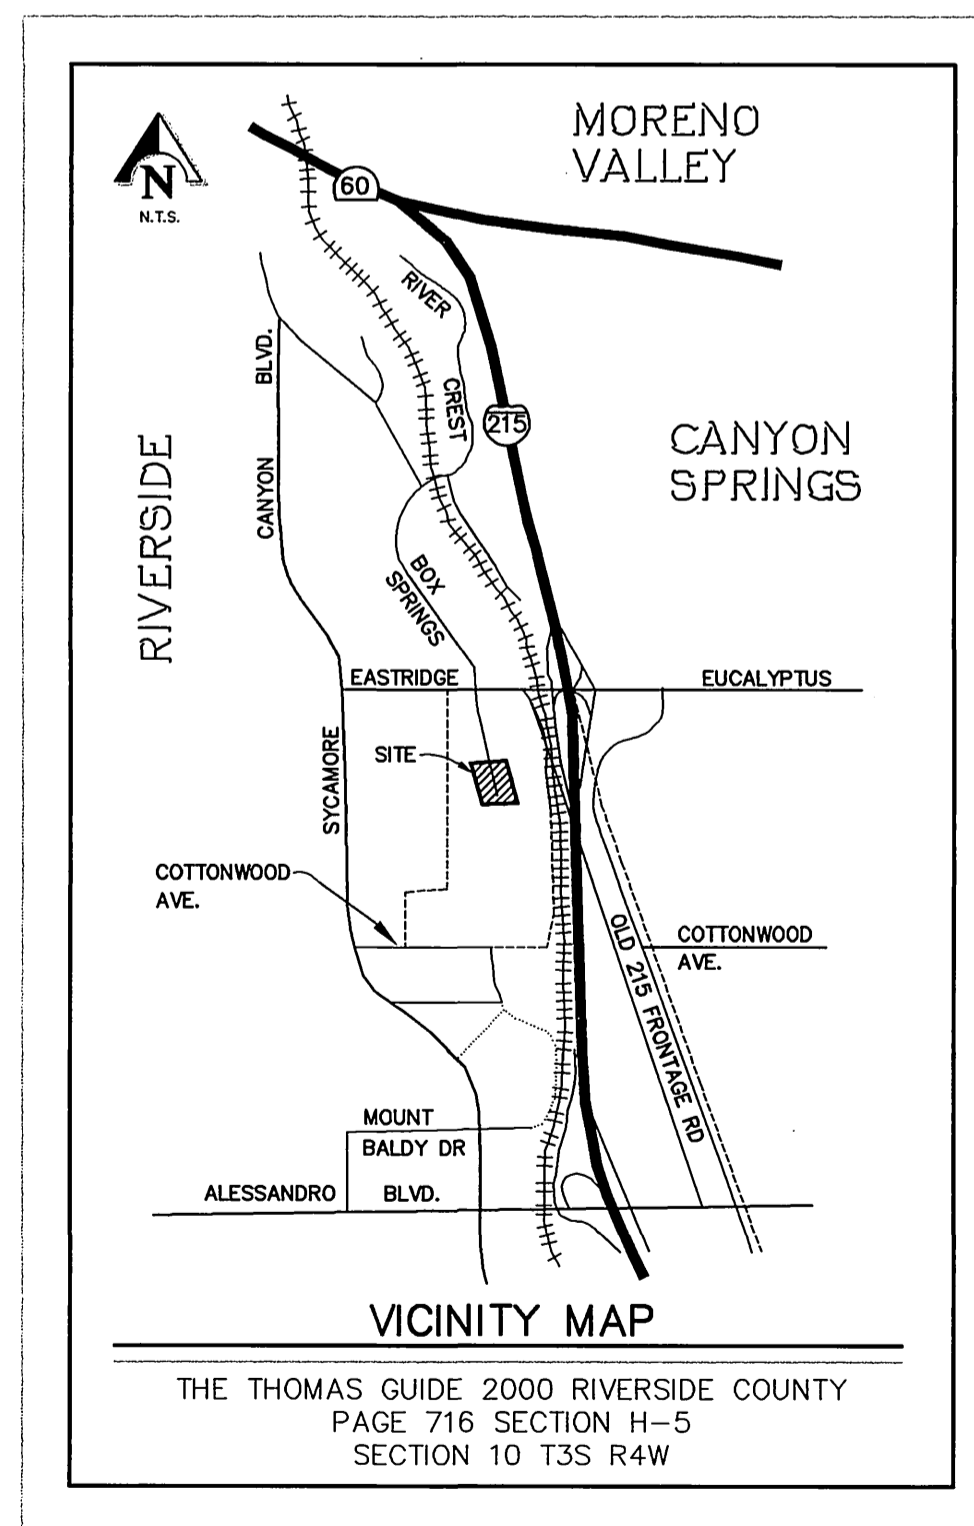 MORENO
VALLEY
N
N.T.S.
60
RIVER
CREST
215
CANYON
SPRINGS
RIVERSIDE
SYCAMORE CANYON BLVD.
BOX
SPRINGS
EASTRIDGE
EUCALYPTUS
SITE
COTTONWOOD
AVE.
OLD 215 FRONTAGE RD
COTTONWOOD
AVE.
MOUNT
BALDY DR
ALESSANDRO BLVD.
VICINITY MAP
THE THOMAS GUIDE 2000 RIVERSIDE COUNTY
PAGE 716 SECTION H-5
SECTION 10 T3S R4W